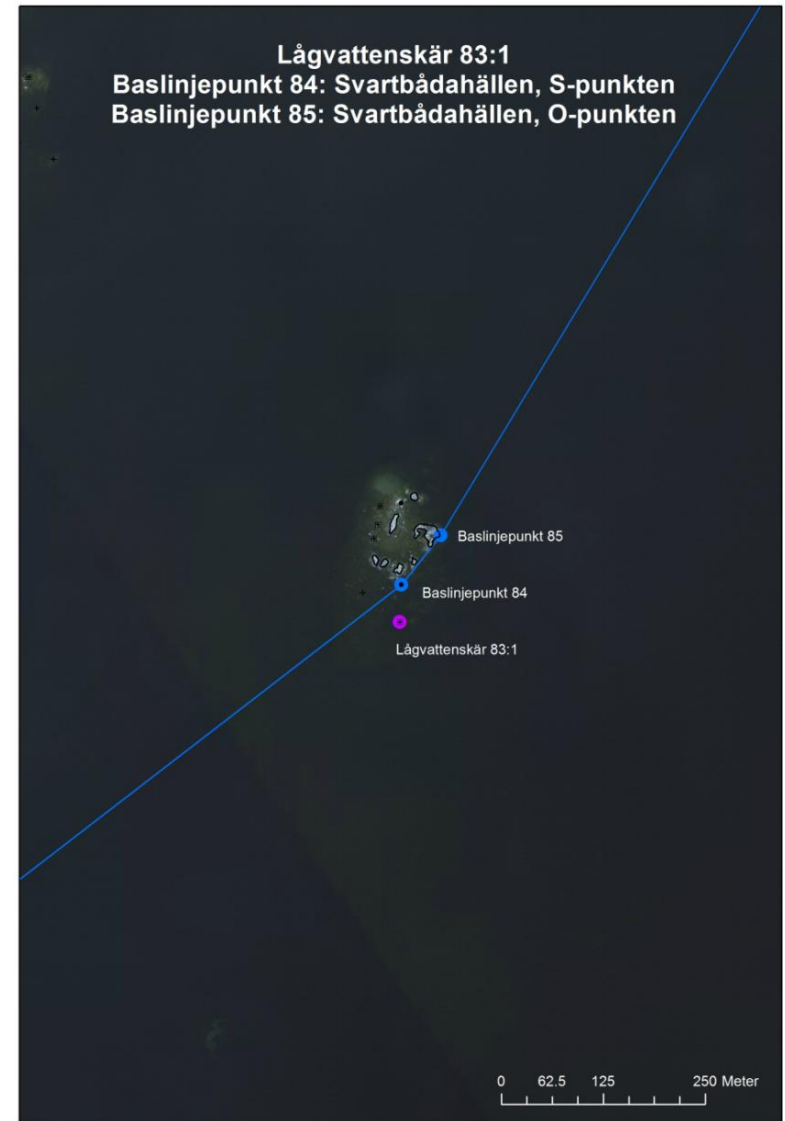 Lågvattenskär 83:1
Baslinjepunkt 84: Svartbådahällen, S-punkten
Baslinjepunkt 85: Svartbådahällen, O-punkten
Baslinjepunkt 85
Baslinjepunkt 84
Lågvattenskär 83:1
0 62.5 125 250 Meter